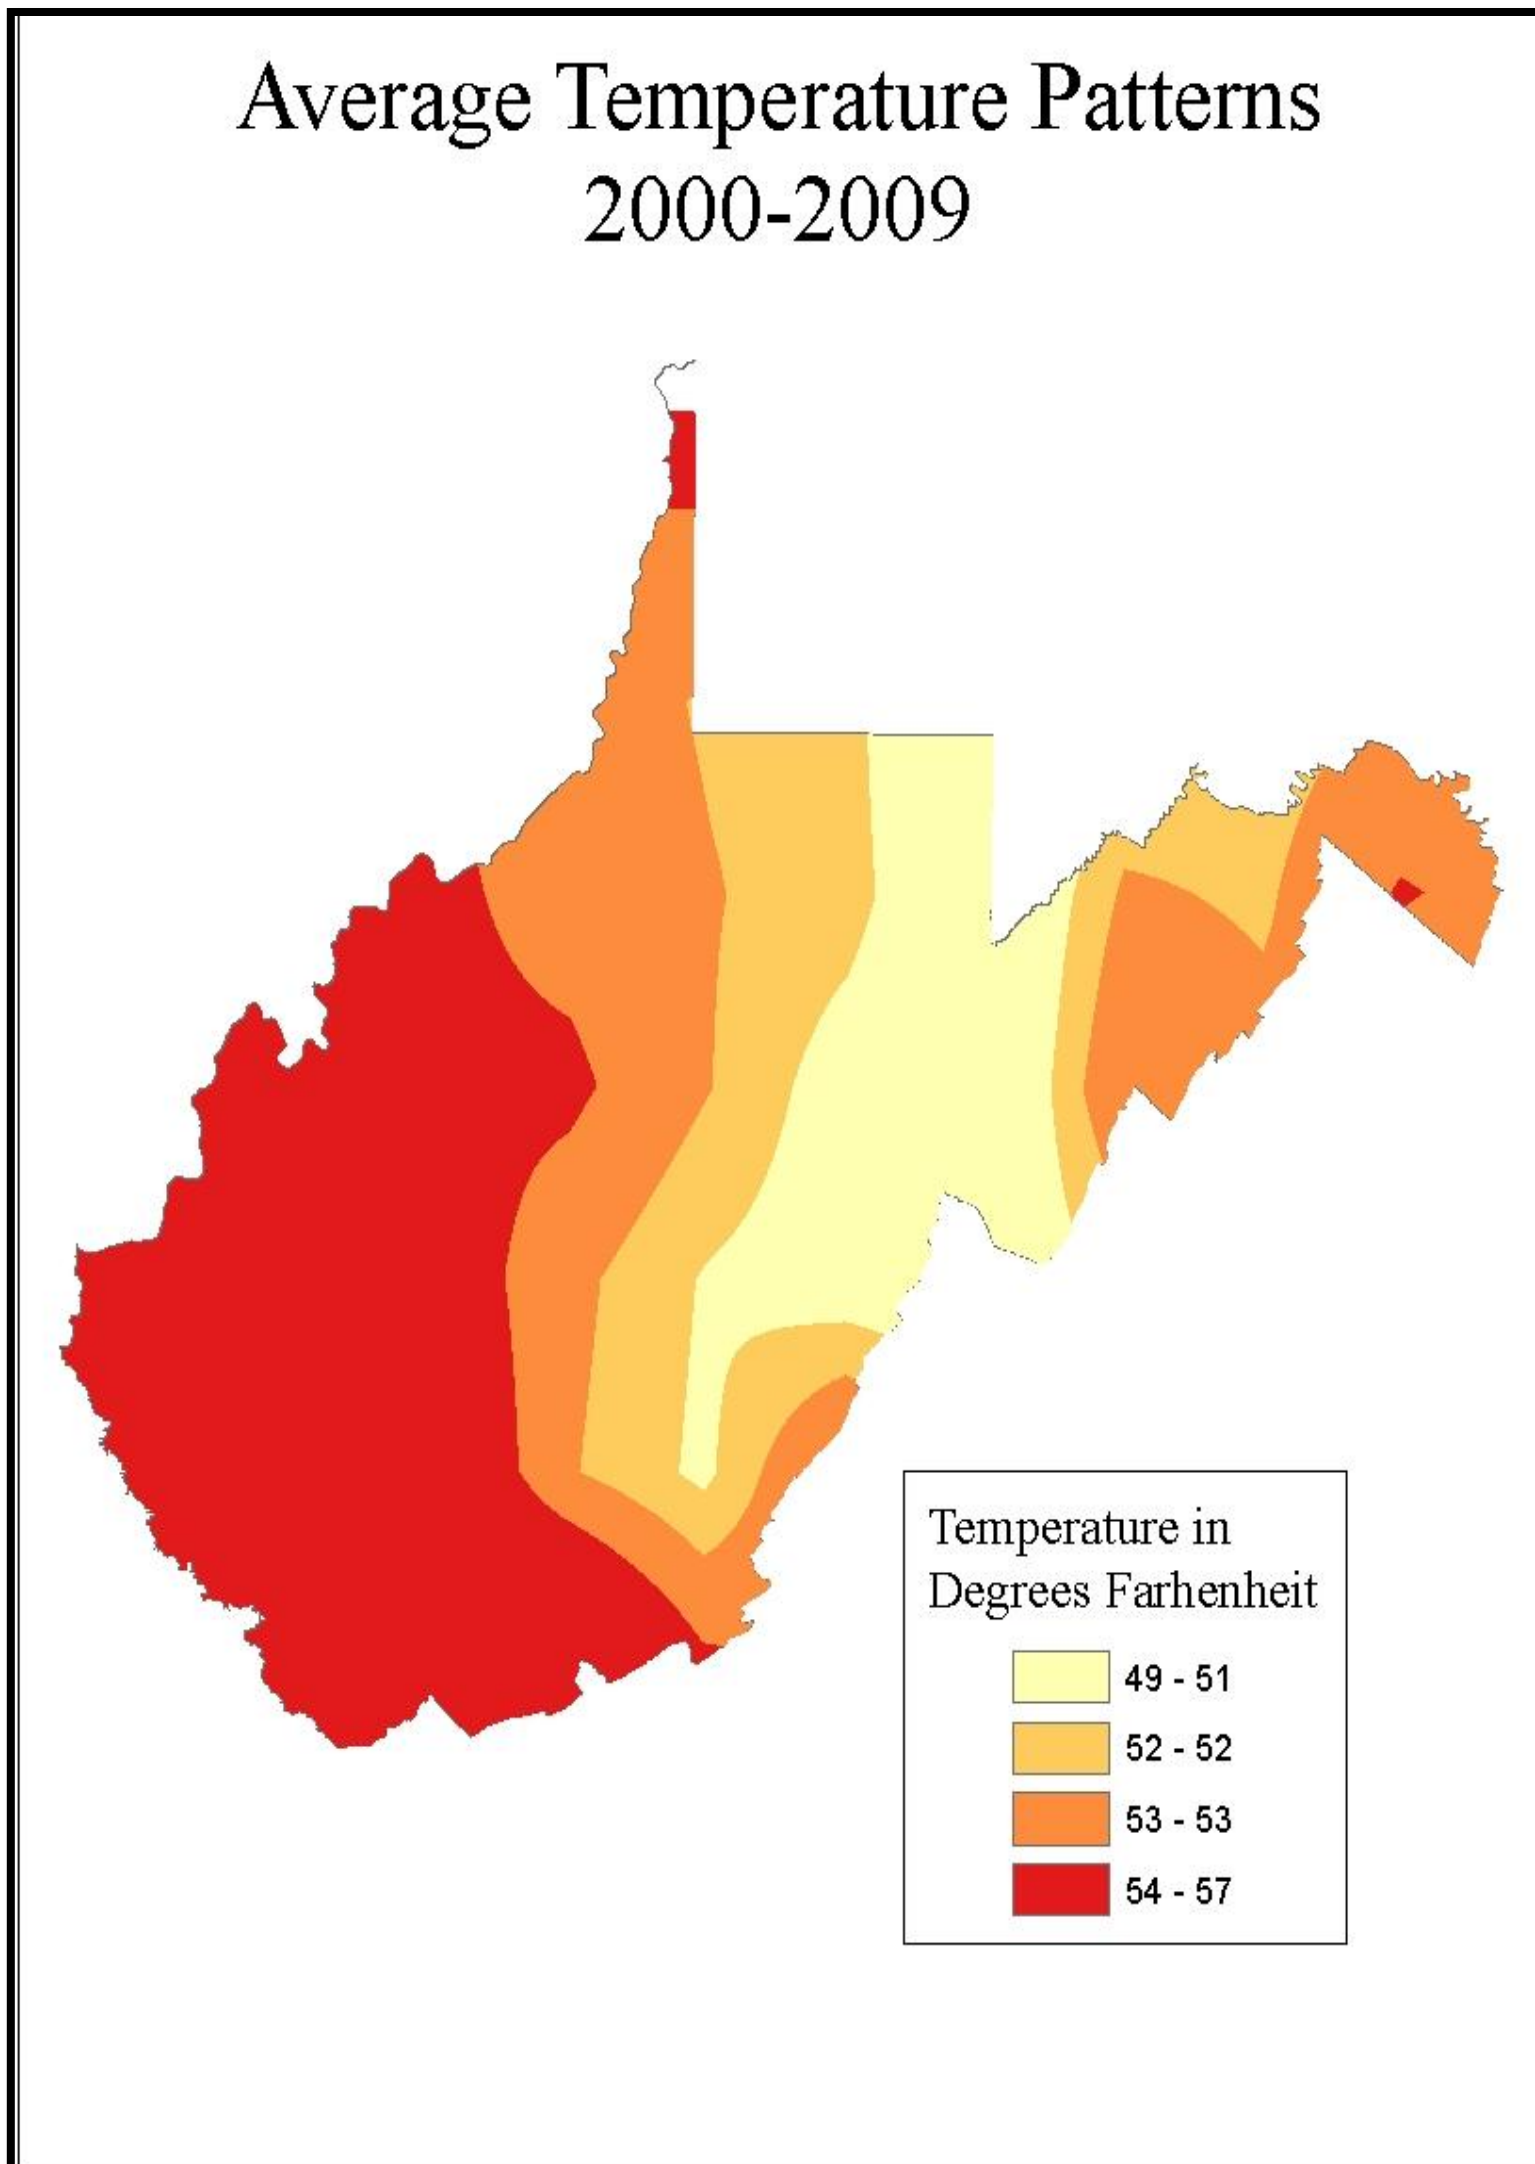 Average Temperature Patterns
2000-2009
Temperature in
Degrees Farhenheit
49 - 51
52 - 52
53 - 53
54 - 57